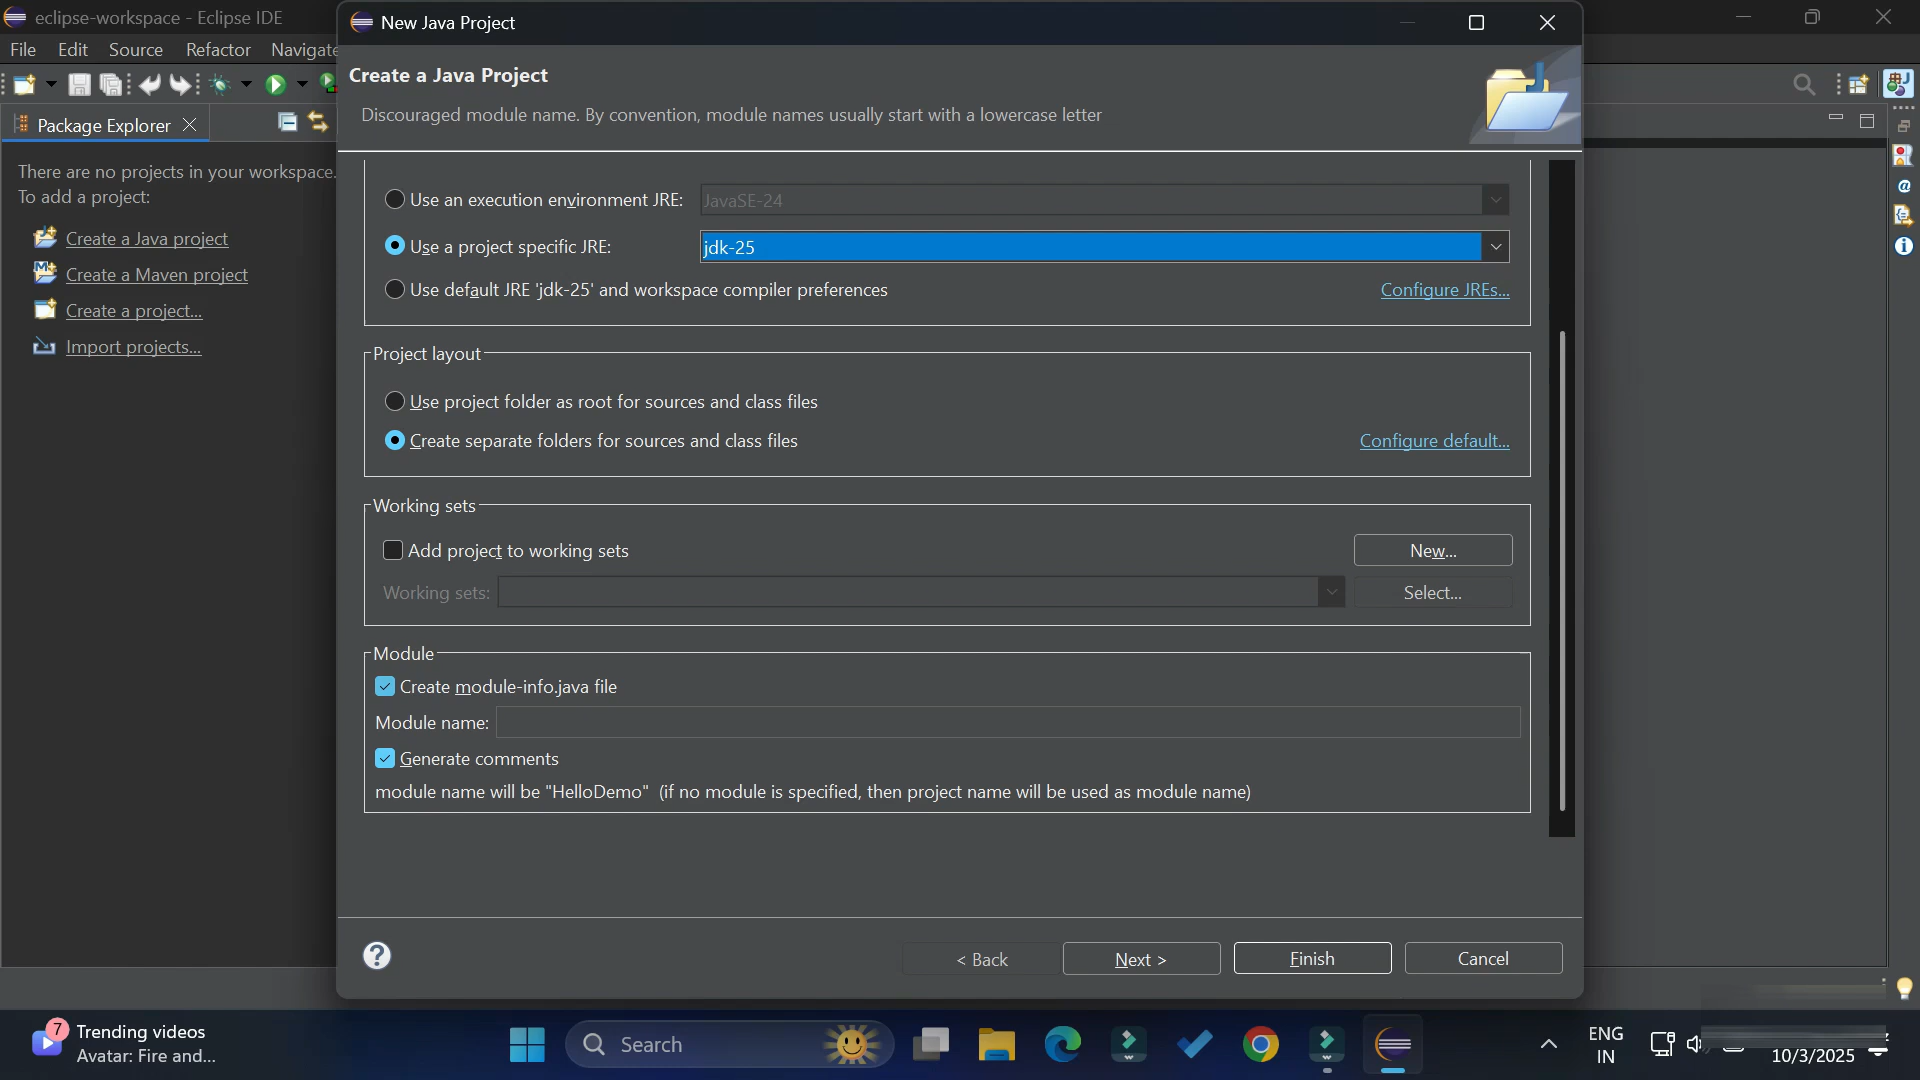 eclipse-workspace - Eclipse IDE
New Java Project
File Edit Source Refactor Navigate
Create a Java Project
Discouraged module name. By convention, module names usually start with a lowercase letter
Package Explorer
There are no projects in your workspace.
To add a project:
Create a Java project
Create a Maven project
Create a project...
Import projects...
Use an execution environment JRE: JavaSE-24
Use a project specific JRE: jdk-25
Use default JRE 'jdk-25' and workspace compiler preferences Configure JREs...
Project layout
Use project folder as root for sources and class files
Create separate folders for sources and class files Configure default...
Working sets
Add project to working sets New...
Working sets: Select...
Module
Create module-info.java file
Module name:
Generate comments
module name will be "HelloDemo" (if no module is specified, then project name will be used as module name)
< Back Next > Finish Cancel
7
Trending videos
Avatar: Fire and...
Search
ENG
IN
10/3/2025